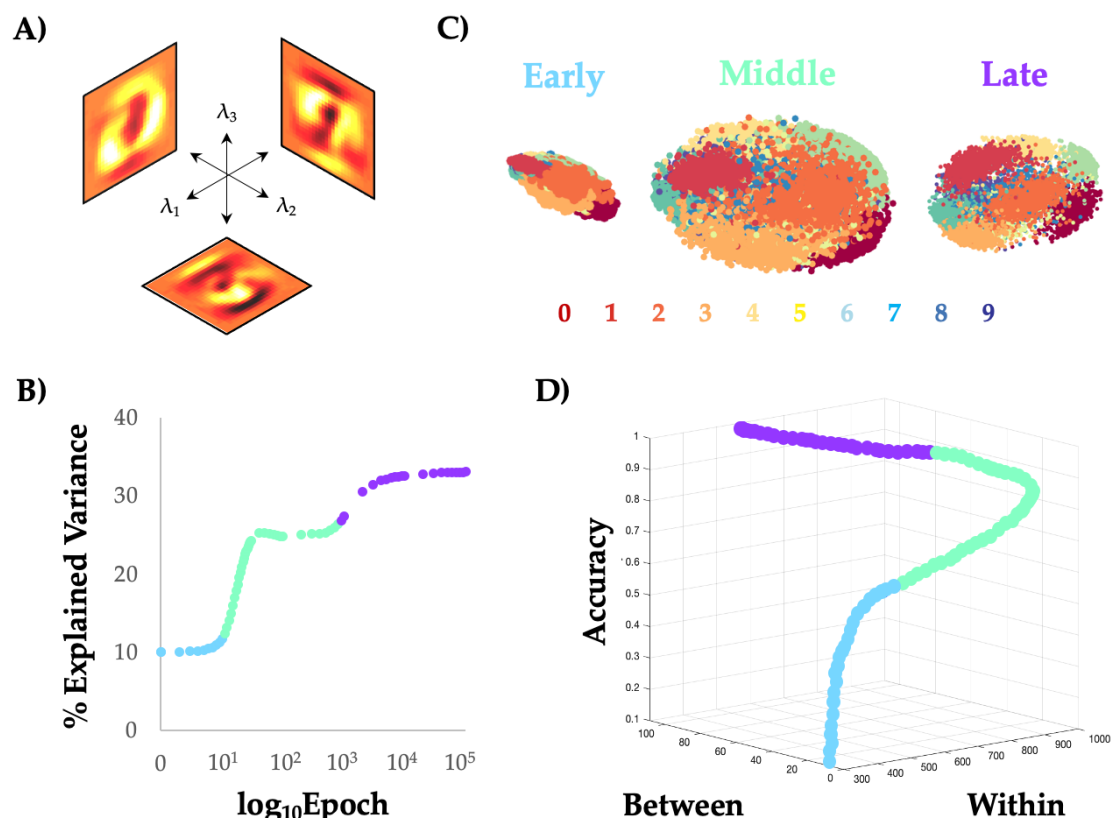 A)
λ3
λ1
λ2
C)
Early Middle Late
0 1 2 3 4 5 6 7 8 9
B)
% Explained Variance
40
30
20
10
0
0 10¹ 10² 10³ 10⁴ 10⁵
log₁₀Epoch
D)
Accuracy
1
0.9
0.8
0.7
0.6
0.5
0.4
0.3
0.2
0.1
100 80 60 40 20 0
300 400 500 600 700 800 900 1000
Between Within